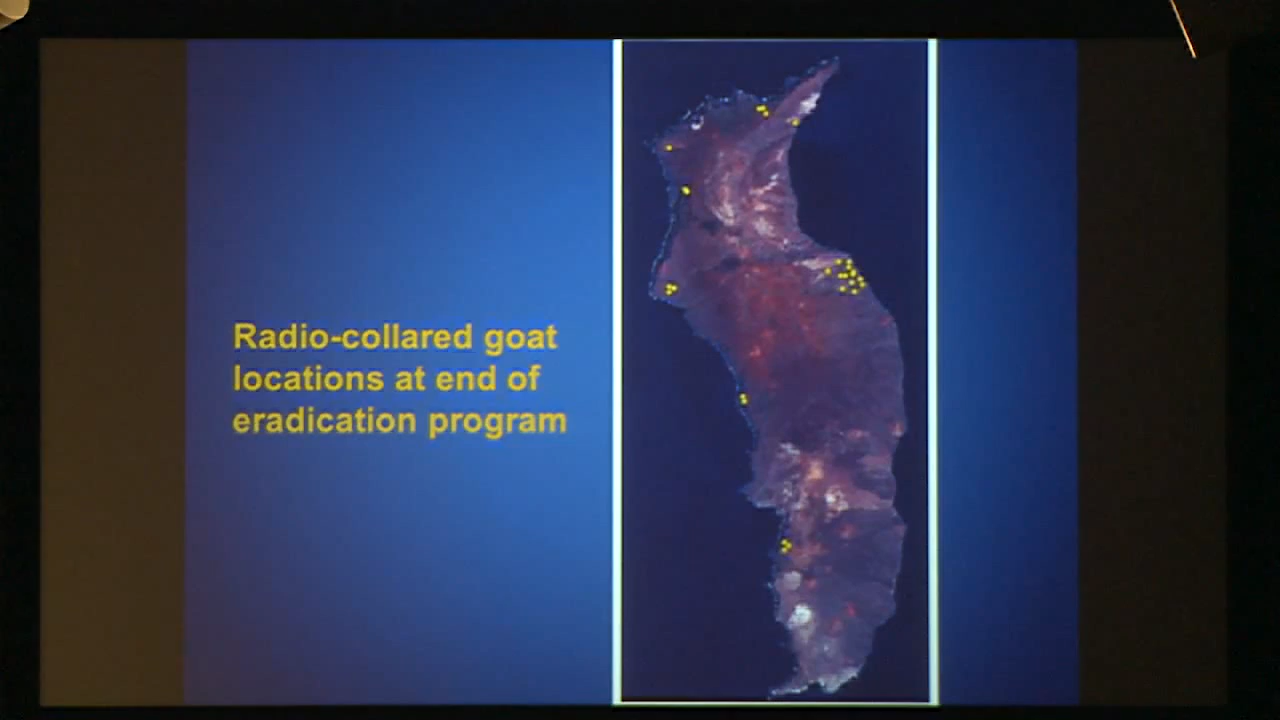 Radio-collared goat
locations at end of
eradication program